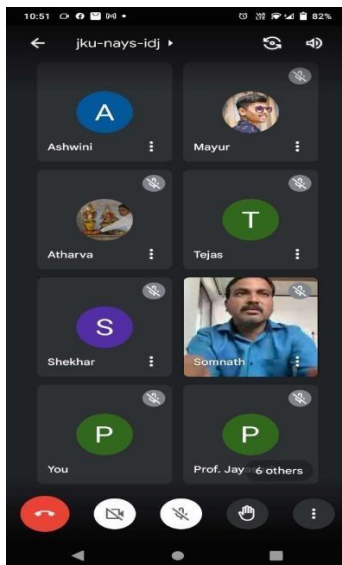 10:51 82%
jku-nays-idj
A
Ashwini
Mayur
Atharva
T
Tejas
S
Shekhar
Somnath
P
You
P
Prof. Jay
6 others